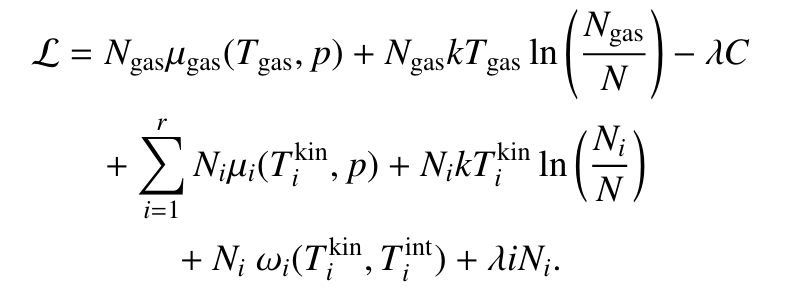 ℒ = N_gas μ_gas(T_gas, p) + N_gas kT_gas ln(N_gas/N) − λC
+ ∑_{i=1}^{r} N_i μ_i(T_i^kin, p) + N_i kT_i^kin ln(N_i/N)
+ N_i ω_i(T_i^kin, T_i^int) + λiN_i.